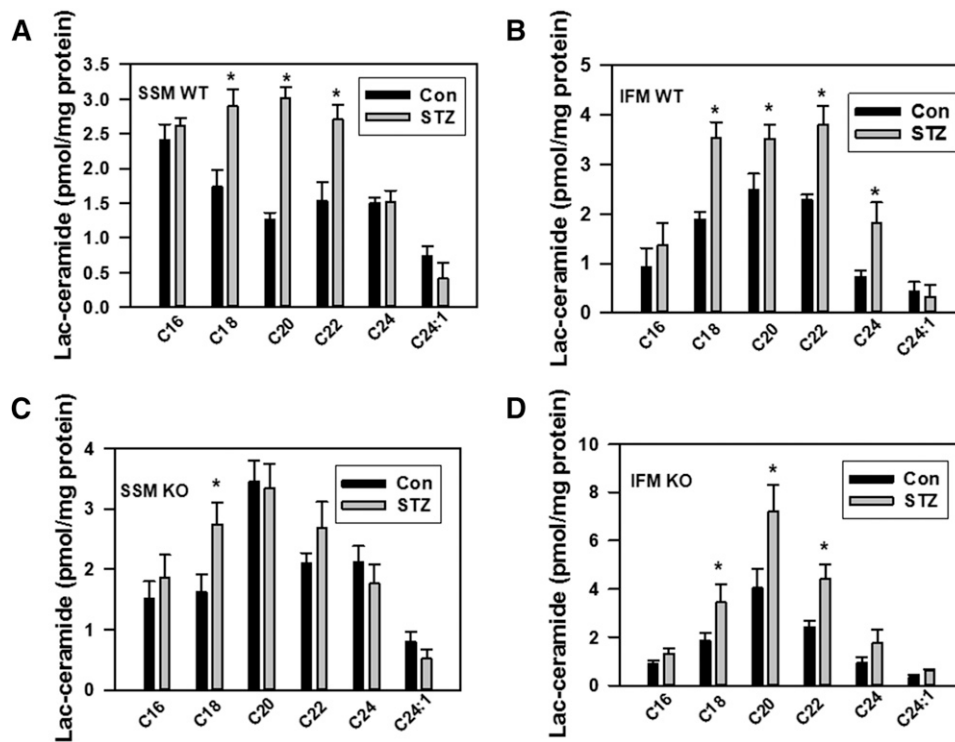 A
Lac-ceramide (pmol/mg protein)
3.5
3.0
2.5
2.0
1.5
1.0
0.5
0.0
SSM WT
* * *
Con
STZ
C16 C18 C20 C22 C24 C24:1
B
Lac-ceramide (pmol/mg protein)
5
4
3
2
1
0
IFM WT
* * * *
Con
STZ
C16 C18 C20 C22 C24 C24:1
C
Lac-ceramide (pmol/mg protein)
4
3
2
1
0
SSM KO
*
Con
STZ
C16 C18 C20 C22 C24 C24:1
D
Lac-ceramide (pmol/mg protein)
10
8
6
4
2
0
IFM KO
* * *
Con
STZ
C16 C18 C20 C22 C24 C24:1